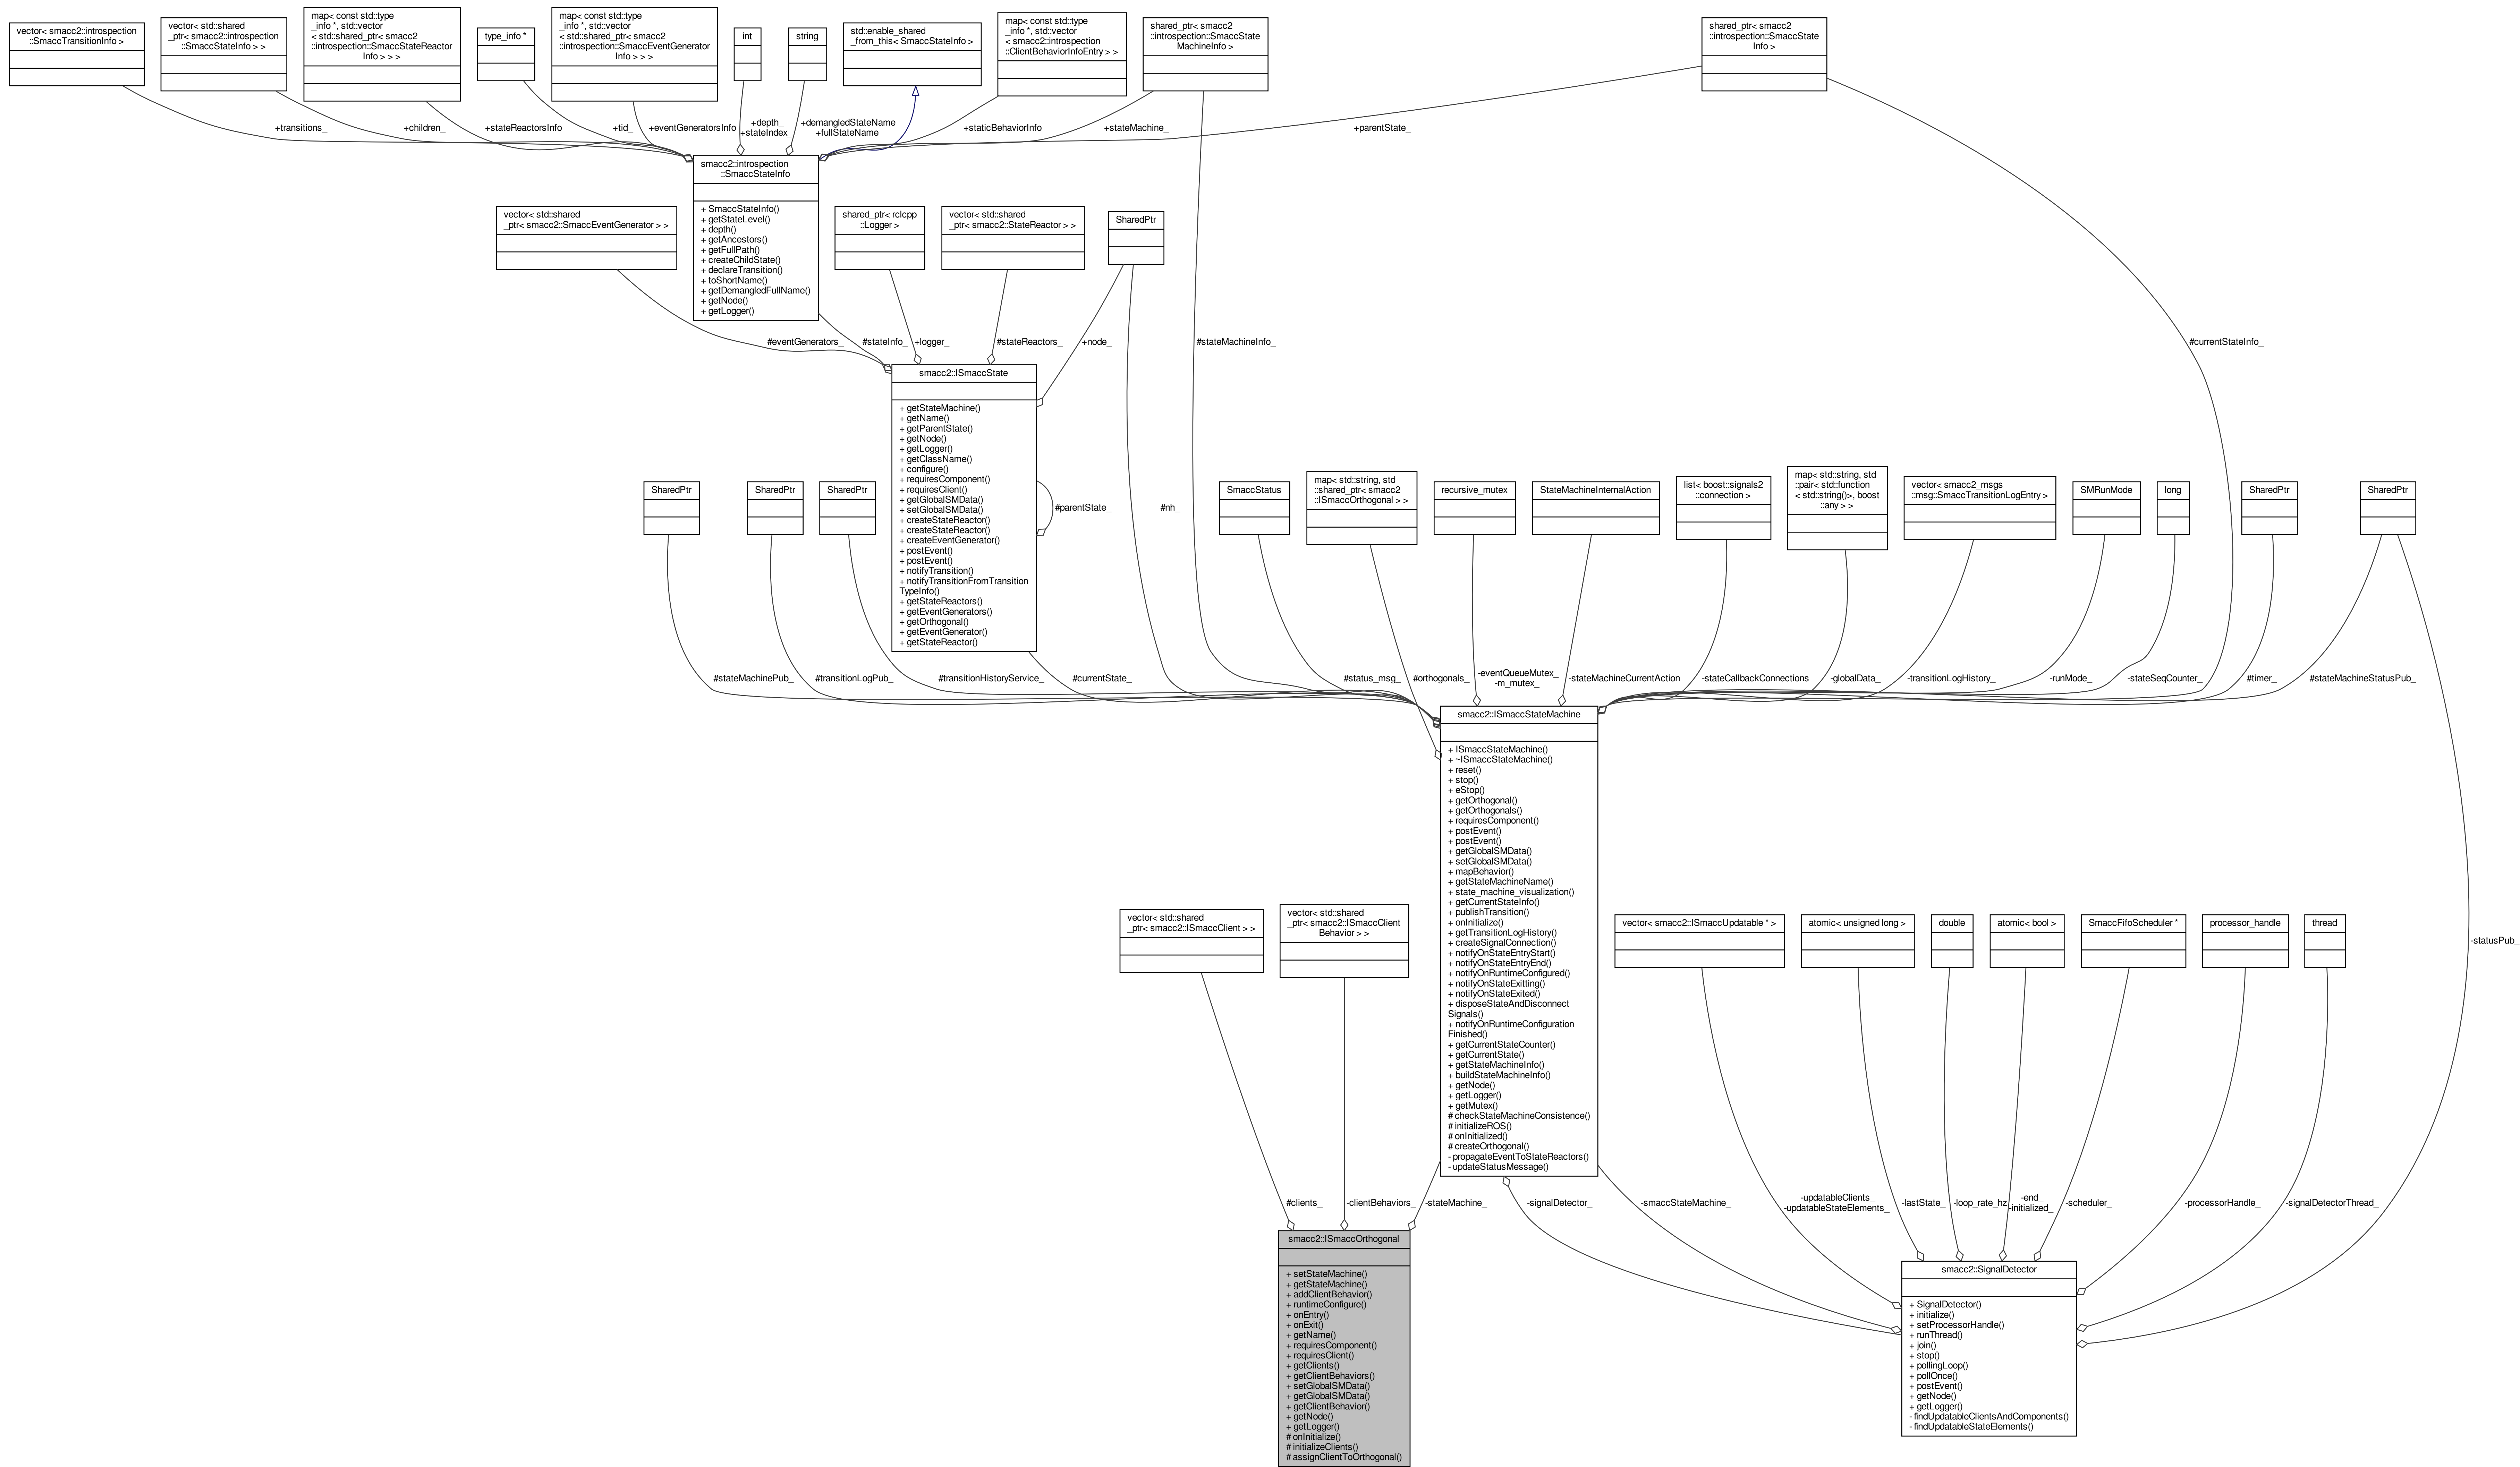 vector< smacc2::introspection
::SmaccTransitionInfo >
vector< std::shared
_ptr< smacc2::introspection
::SmaccStateInfo > >
map< const std::type
_info *, std::vector
< std::shared_ptr< smacc2
::introspection::SmaccStateReactor
Info > > >
type_info *
map< const std::type
_info *, std::vector
< std::shared_ptr< smacc2
::introspection::SmaccEventGenerator
Info > > >
int
string
std::enable_shared
_from_this< SmaccStateInfo >
map< const std::type
_info *, std::vector
< smacc2::introspection
::ClientBehaviorInfoEntry > >
shared_ptr< smacc2
::introspection::SmaccState
MachineInfo >
shared_ptr< smacc2
::introspection::SmaccState
Info >
+transitions_
+children_
+stateReactorsInfo
+tid_
+eventGeneratorsInfo
+depth_
+stateIndex_
+demangledStateName
+fullStateName
+staticBehaviorInfo
+stateMachine_
+parentState_
smacc2::introspection
::SmaccStateInfo
+ SmaccStateInfo()
+ getStateLevel()
+ depth()
+ getAncestors()
+ getFullPath()
+ createChildState()
+ declareTransition()
+ toShortName()
+ getDemangledFullName()
+ getNode()
+ getLogger()
vector< std::shared
_ptr< smacc2::SmaccEventGenerator > >
shared_ptr< rclcpp
::Logger >
vector< std::shared
_ptr< smacc2::StateReactor > >
SharedPtr
#eventGenerators_
#stateInfo_
+logger_
#stateReactors_
+node_
#stateMachineInfo_
#currentStateInfo_
smacc2::ISmaccState
+ getStateMachine()
+ getName()
+ getParentState()
+ getNode()
+ getLogger()
+ getClassName()
+ configure()
+ requiresComponent()
+ requiresClient()
+ getGlobalSMData()
+ setGlobalSMData()
+ createStateReactor()
+ createStateReactor()
+ createEventGenerator()
+ postEvent()
+ postEvent()
+ notifyTransition()
+ notifyTransitionFromTransition
TypeInfo()
+ getStateReactors()
+ getEventGenerators()
+ getOrthogonal()
+ getEventGenerator()
+ getStateReactor()
#parentState_
#nh_
SharedPtr
SharedPtr
SharedPtr
SmaccStatus
map< std::string, std
::shared_ptr< smacc2
::ISmaccOrthogonal > >
recursive_mutex
StateMachineInternalAction
list< boost::signals2
::connection >
map< std::string, std
::pair< std::function
< std::string()>, boost
::any > >
vector< smacc2_msgs
::msg::SmaccTransitionLogEntry >
SMRunMode
long
SharedPtr
SharedPtr
#stateMachinePub_
#transitionLogPub_
#transitionHistoryService_
#currentState_
#status_msg_
#orthogonals_
-eventQueueMutex_
-m_mutex_
-stateMachineCurrentAction
-stateCallbackConnections
-globalData_
-transitionLogHistory_
-runMode_
-stateSeqCounter_
#timer_
#stateMachineStatusPub_
smacc2::ISmaccStateMachine
+ ISmaccStateMachine()
+ ~ISmaccStateMachine()
+ reset()
+ stop()
+ eStop()
+ getOrthogonal()
+ getOrthogonals()
+ requiresComponent()
+ postEvent()
+ postEvent()
+ getGlobalSMData()
+ setGlobalSMData()
+ mapBehavior()
+ getStateMachineName()
+ state_machine_visualization()
+ getCurrentStateInfo()
+ publishTransition()
+ onInitialize()
+ getTransitionLogHistory()
+ createSignalConnection()
+ notifyOnStateEntryStart()
+ notifyOnStateEntryEnd()
+ notifyOnRuntimeConfigured()
+ notifyOnStateExitting()
+ notifyOnStateExited()
+ disposeStateAndDisconnect
Signals()
+ notifyOnRuntimeConfiguration
Finished()
+ getCurrentStateCounter()
+ getCurrentState()
+ getStateMachineInfo()
+ buildStateMachineInfo()
+ getNode()
+ getLogger()
+ getMutex()
# checkStateMachineConsistence()
# initializeROS()
# onInitialized()
# createOrthogonal()
- propagateEventToStateReactors()
- updateStatusMessage()
vector< std::shared
_ptr< smacc2::ISmaccClient > >
vector< std::shared
_ptr< smacc2::ISmaccClient
Behavior > >
vector< smacc2::ISmaccUpdatable * >
atomic< unsigned long >
double
atomic< bool >
SmaccFifoScheduler *
processor_handle
thread
-statusPub_
#clients_
-clientBehaviors_
-stateMachine_
-signalDetector_
-smaccStateMachine_
-updatableClients_
-updatableStateElements_
-lastState_
-loop_rate_hz
-end_
-initialized_
-scheduler_
-processorHandle_
-signalDetectorThread_
smacc2::ISmaccOrthogonal
+ setStateMachine()
+ getStateMachine()
+ addClientBehavior()
+ runtimeConfigure()
+ onEntry()
+ onExit()
+ getName()
+ requiresComponent()
+ requiresClient()
+ getClients()
+ getClientBehaviors()
+ setGlobalSMData()
+ getGlobalSMData()
+ getClientBehavior()
+ getNode()
+ getLogger()
# onInitialize()
# initializeClients()
# assignClientToOrthogonal()
smacc2::SignalDetector
+ SignalDetector()
+ initialize()
+ setProcessorHandle()
+ runThread()
+ join()
+ stop()
+ pollingLoop()
+ pollOnce()
+ postEvent()
+ getNode()
+ getLogger()
- findUpdatableClientsAndComponents()
- findUpdatableStateElements()